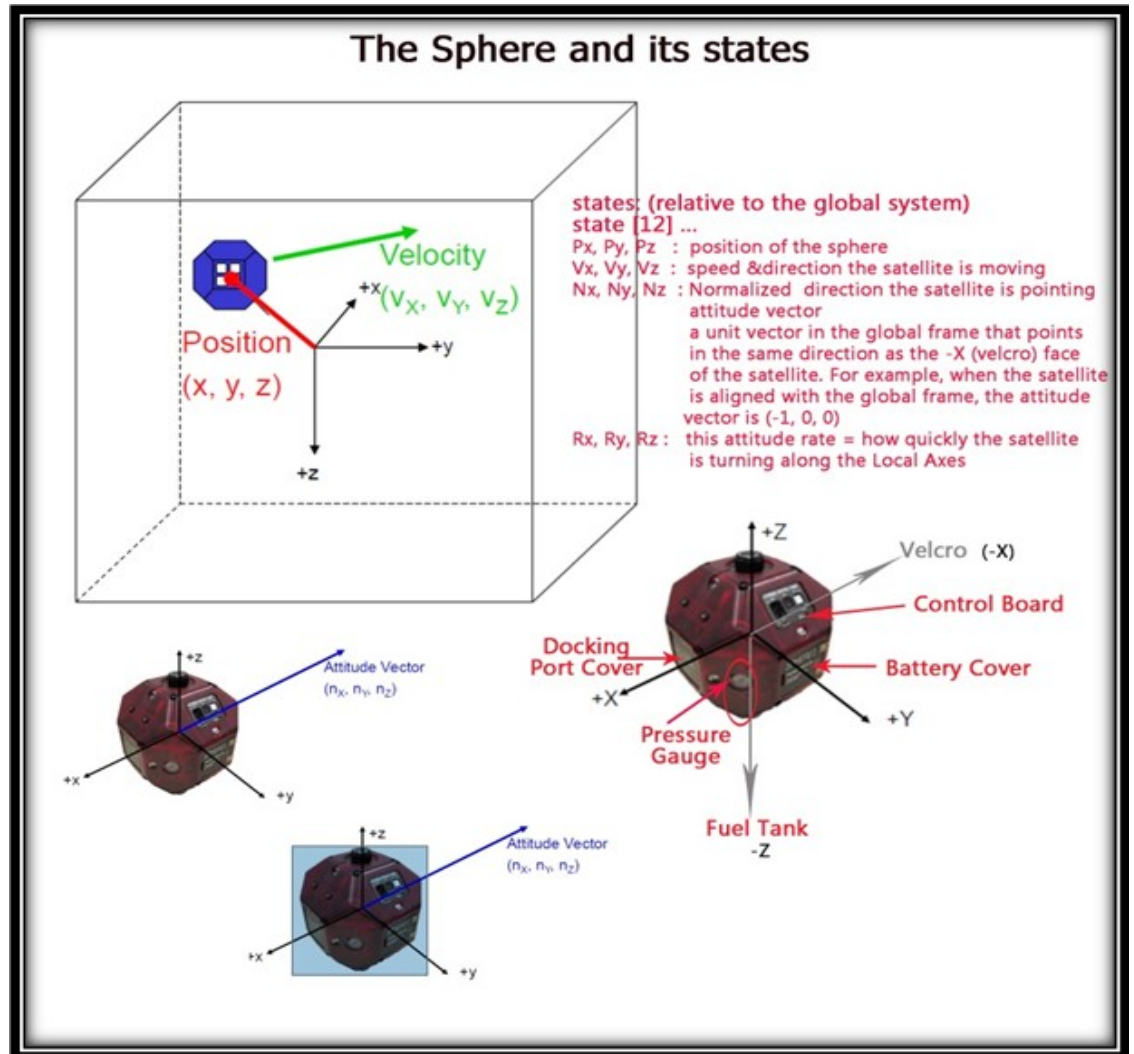 The Sphere and its states
Velocity
(vX, vY, vZ)
+x
+y
+z
Position
(x, y, z)
states: (relative to the global system)
state [12] ...
Px, Py, Pz : position of the sphere
Vx, Vy, Vz : speed &direction the satellite is moving
Nx, Ny, Nz : Normalized direction the satellite is pointing
attitude vector
a unit vector in the global frame that points
in the same direction as the -X (velcro) face
of the satellite. For example, when the satellite
is aligned with the global frame, the attitude
vector is (-1, 0, 0)
Rx, Ry, Rz : this attitude rate = how quickly the satellite
is turning along the Local Axes
+Z
Velcro (-X)
Control Board
Docking
Port Cover
Battery Cover
+X
+Y
Pressure
Gauge
Fuel Tank
-Z
+z
Attitude Vector
(nX, nY, nZ)
+x
+y
+z
Attitude Vector
(nX, nY, nZ)
+x
+y